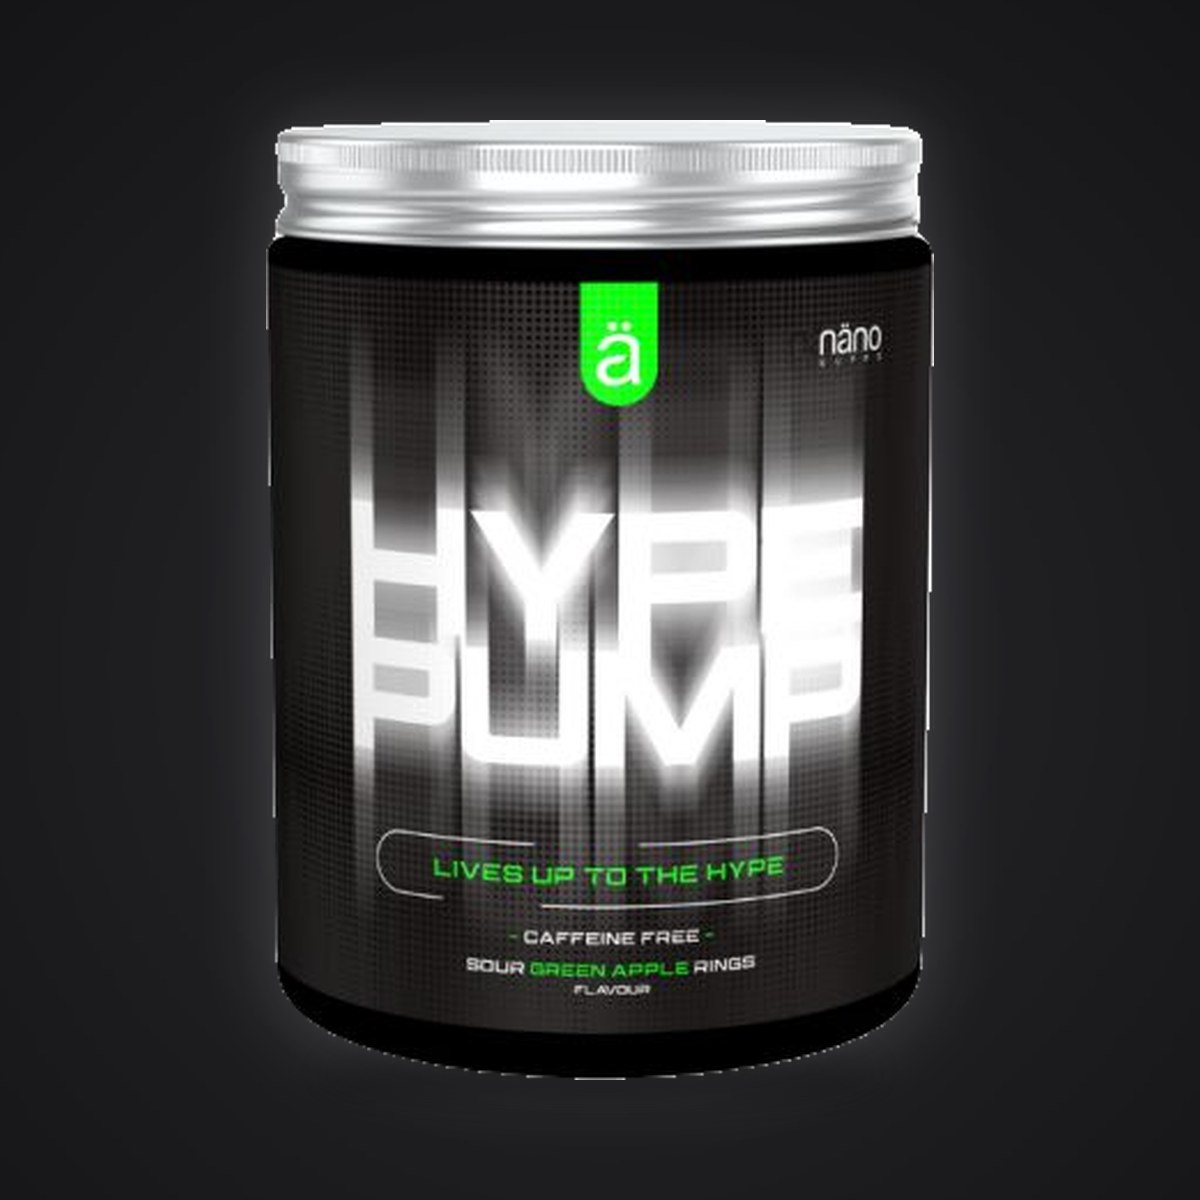 ä
näno
HYPE
PUMP
LIVES UP TO THE HYPE
- CAFFEINE FREE -
SOUR GREEN APPLE RINGS
FLAVOUR